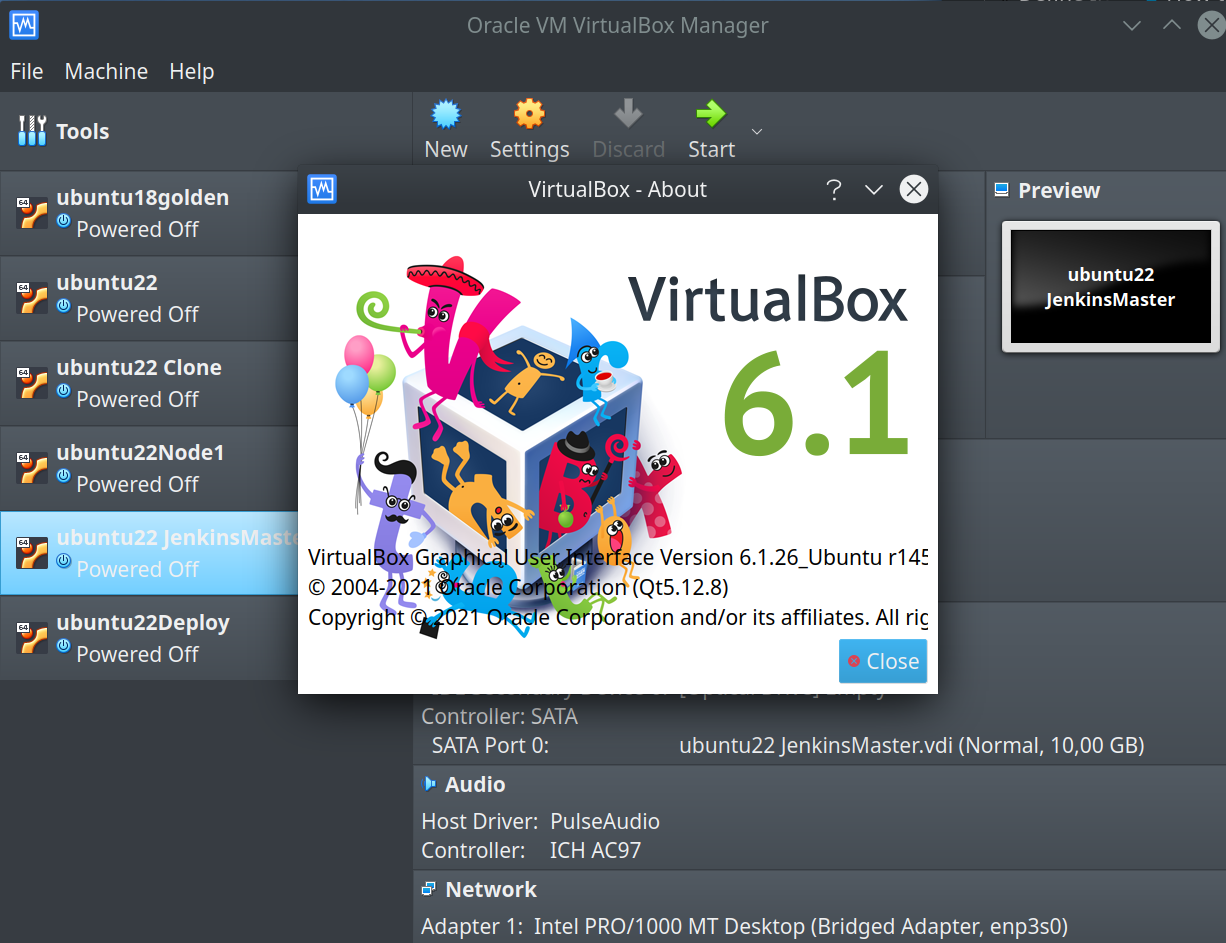 Oracle VM VirtualBox Manager
File Machine Help
Tools
New Settings Discard Start
ubuntu18golden
Powered Off
ubuntu22
Powered Off
ubuntu22 Clone
Powered Off
ubuntu22Node1
Powered Off
ubuntu22 JenkinsMaste
Powered Off
ubuntu22Deploy
Powered Off
Preview
ubuntu22
JenkinsMaster
VirtualBox - About
VirtualBox
6.1
VirtualBox Graphical User Interface Version 6.1.26_Ubuntu r145
© 2004-2021 Oracle Corporation (Qt5.12.8)
Copyright © 2021 Oracle Corporation and/or its affiliates. All rig
Close
Controller: SATA
SATA Port 0: ubuntu22 JenkinsMaster.vdi (Normal, 10,00 GB)
Audio
Host Driver: PulseAudio
Controller: ICH AC97
Network
Adapter 1: Intel PRO/1000 MT Desktop (Bridged Adapter, enp3s0)